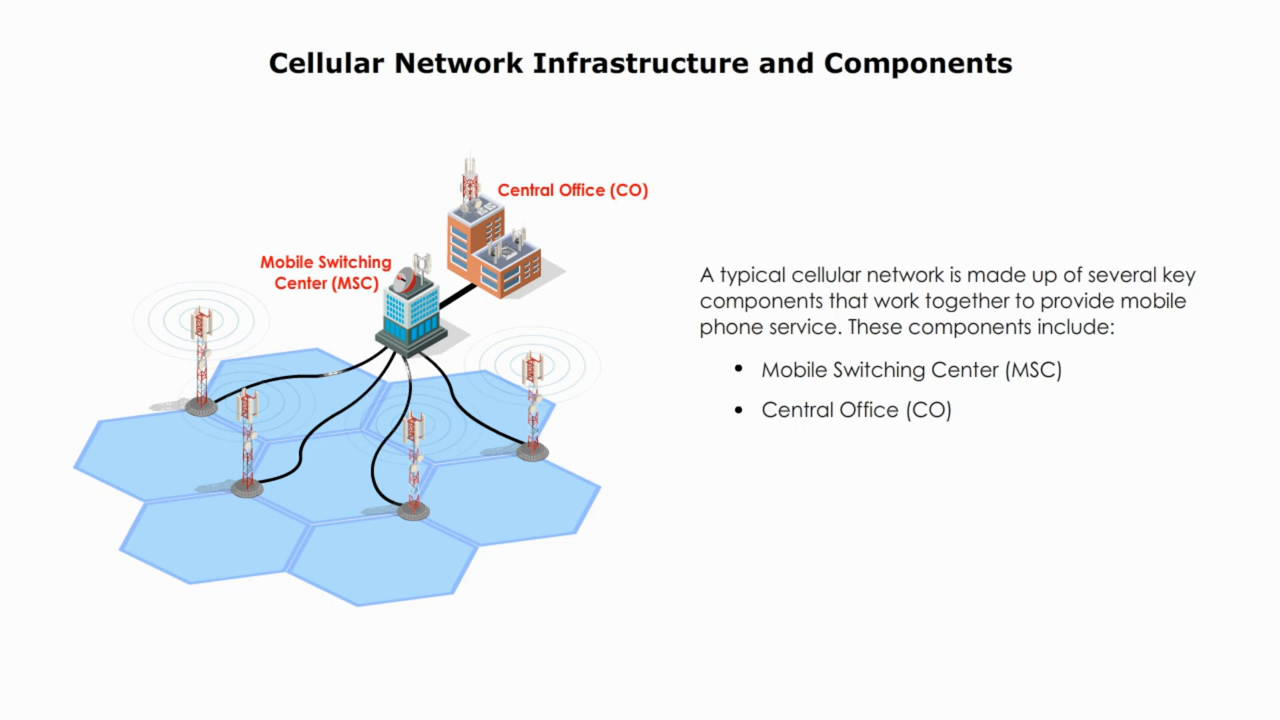 Cellular Network Infrastructure and Components
Central Office (CO)
Mobile Switching
Center (MSC)
A typical cellular network is made up of several key
components that work together to provide mobile
phone service. These components include:
• Mobile Switching Center (MSC)
• Central Office (CO)